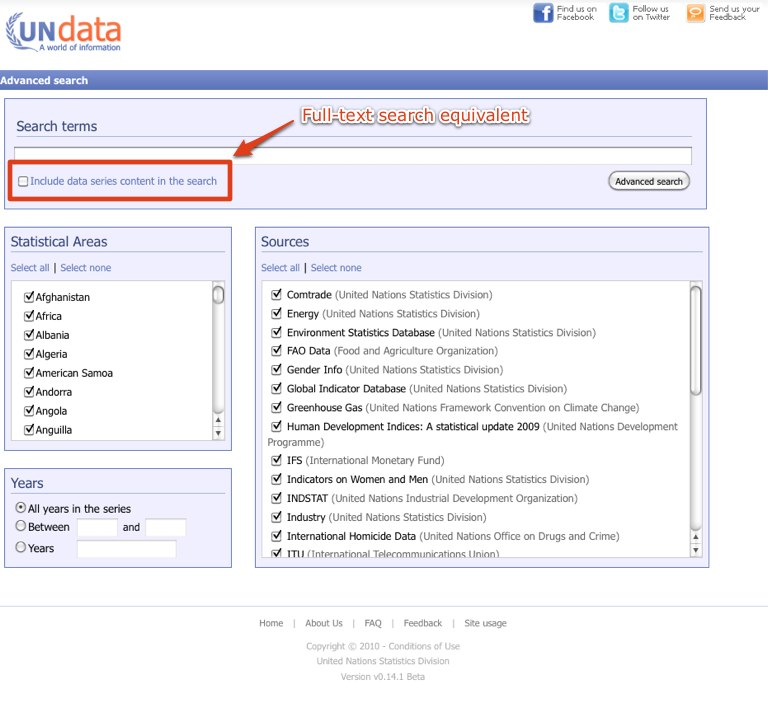 UNdata
A world of information
Find us on
Facebook
Follow us
on Twitter
Send us your
Feedback
Advanced search
Full-text search equivalent
Search terms
Include data series content in the search
Advanced search
Statistical Areas
Select all | Select none
Afghanistan
Africa
Albania
Algeria
American Samoa
Andorra
Angola
Anguilla
Years
All years in the series
Between and
Years
Sources
Select all | Select none
Comtrade (United Nations Statistics Division)
Energy (United Nations Statistics Division)
Environment Statistics Database (United Nations Statistics Division)
FAO Data (Food and Agriculture Organization)
Gender Info (United Nations Statistics Division)
Global Indicator Database (United Nations Statistics Division)
Greenhouse Gas (United Nations Framework Convention on Climate Change)
Human Development Indices: A statistical update 2009 (United Nations Development
Programme)
IFS (International Monetary Fund)
Indicators on Women and Men (United Nations Statistics Division)
INDSTAT (United Nations Industrial Development Organization)
Industry (United Nations Statistics Division)
International Homicide Data (United Nations Office on Drugs and Crime)
ITU (International Telecommunications Union)
Home | About Us | FAQ | Feedback | Site usage
Copyright © 2010 - Conditions of Use
United Nations Statistics Division
Version v0.14.1 Beta